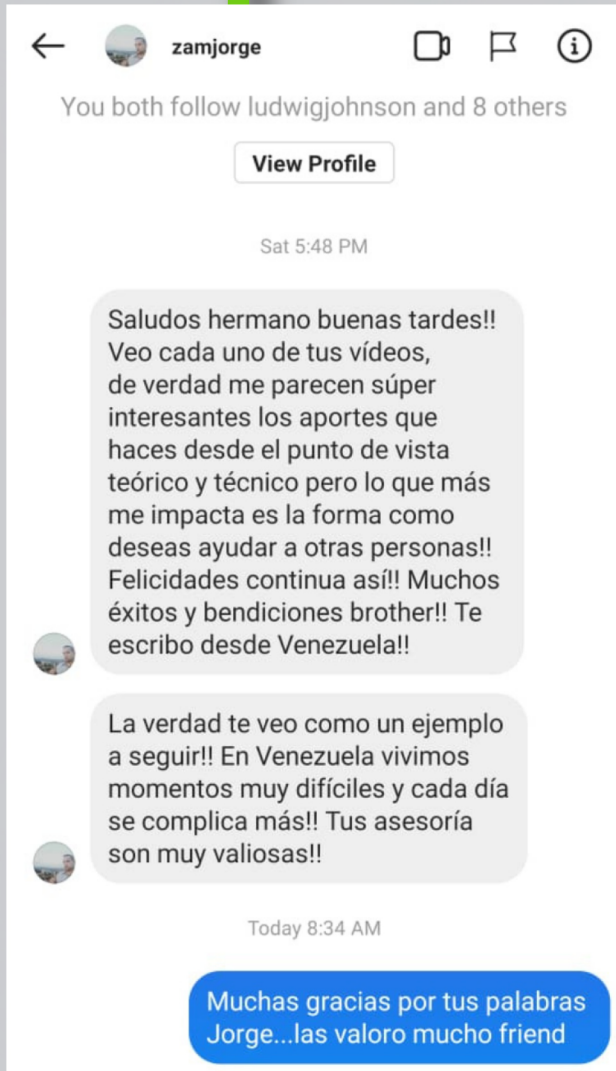 zamjorge
You both follow ludwigjohnson and 8 others
View Profile
Sat 5:48 PM
Saludos hermano buenas tardes!!
Veo cada uno de tus vídeos,
de verdad me parecen súper
interesantes los aportes que
haces desde el punto de vista
teórico y técnico pero lo que más
me impacta es la forma como
deseas ayudar a otras personas!!
Felicidades continua así!! Muchos
éxitos y bendiciones brother!! Te
escribo desde Venezuela!!
La verdad te veo como un ejemplo
a seguir!! En Venezuela vivimos
momentos muy difíciles y cada día
se complica más!! Tus asesoría
son muy valiosas!!
Today 8:34 AM
Muchas gracias por tus palabras
Jorge...las valoro mucho friend